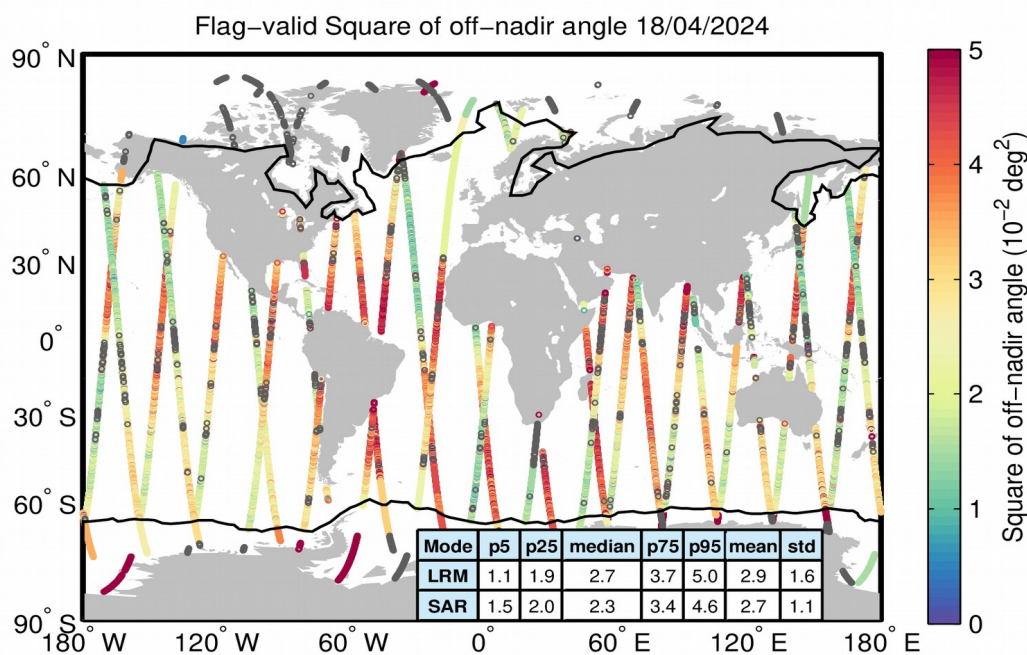 Flag−valid Square of off−nadir angle 18/04/2024
90° N
60° N
30° N
0°
30° S
60° S
90° S
180° W
120° W
60° W
0°
60° E
120° E
180° E
Mode p5 p25 median p75 p95 mean std
LRM 1.1 1.9 2.7 3.7 5.0 2.9 1.6
SAR 1.5 2.0 2.3 3.4 4.6 2.7 1.1
5
4
3
2
1
0
Square of off−nadir angle (10⁻² deg²)